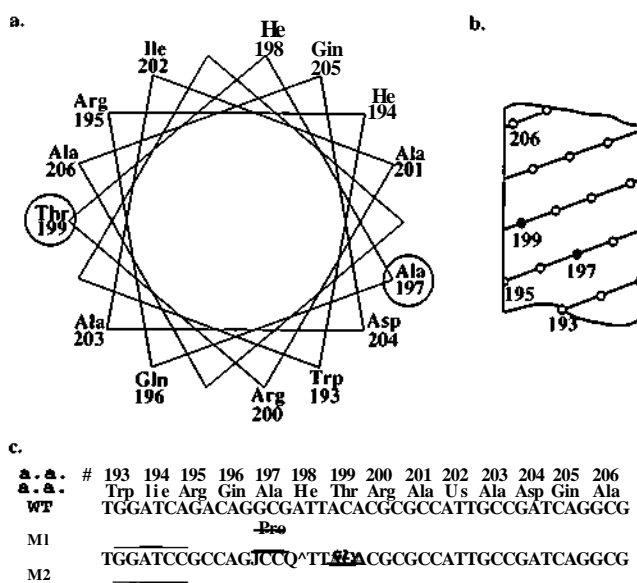 a.
b.
He
198
Ile
202
Gin
205
Arg
195
He
194
Ala
206
Ala
201
206
Thr
199
199
197
Ala
197
195
193
Ala
203
Asp
204
Gln
196
Trp
193
Arg
200
c.
a.a. # 193 194 195 196 197 198 199 200 201 202 203 204 205 206
a.a. Trp lie Arg Gin Ala He Thr Arg Ala Us Ala Asp Gin Ala
WT TGGATCAGACAGGCGATTACACGCGCCATTGCGATCAGGCG
Pro
M1
TGGATCCGCCAG CGCGCCATTGCCGATCAGGCG
M2